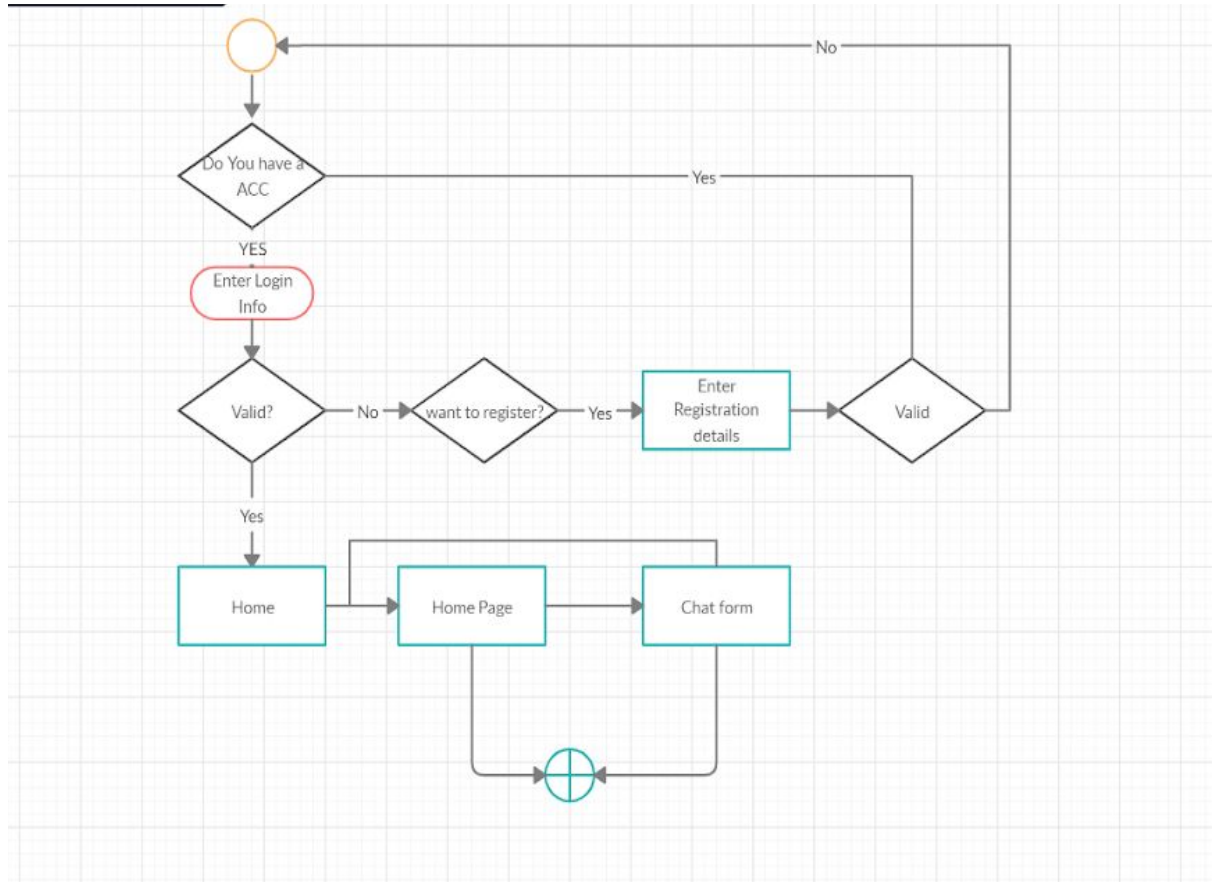 No
Do You have a
ACC
Yes
YES
Enter Login
Info
Valid?
No
want to register?
Yes
Enter
Registration
details
Valid
Yes
Home
Home Page
Chat form